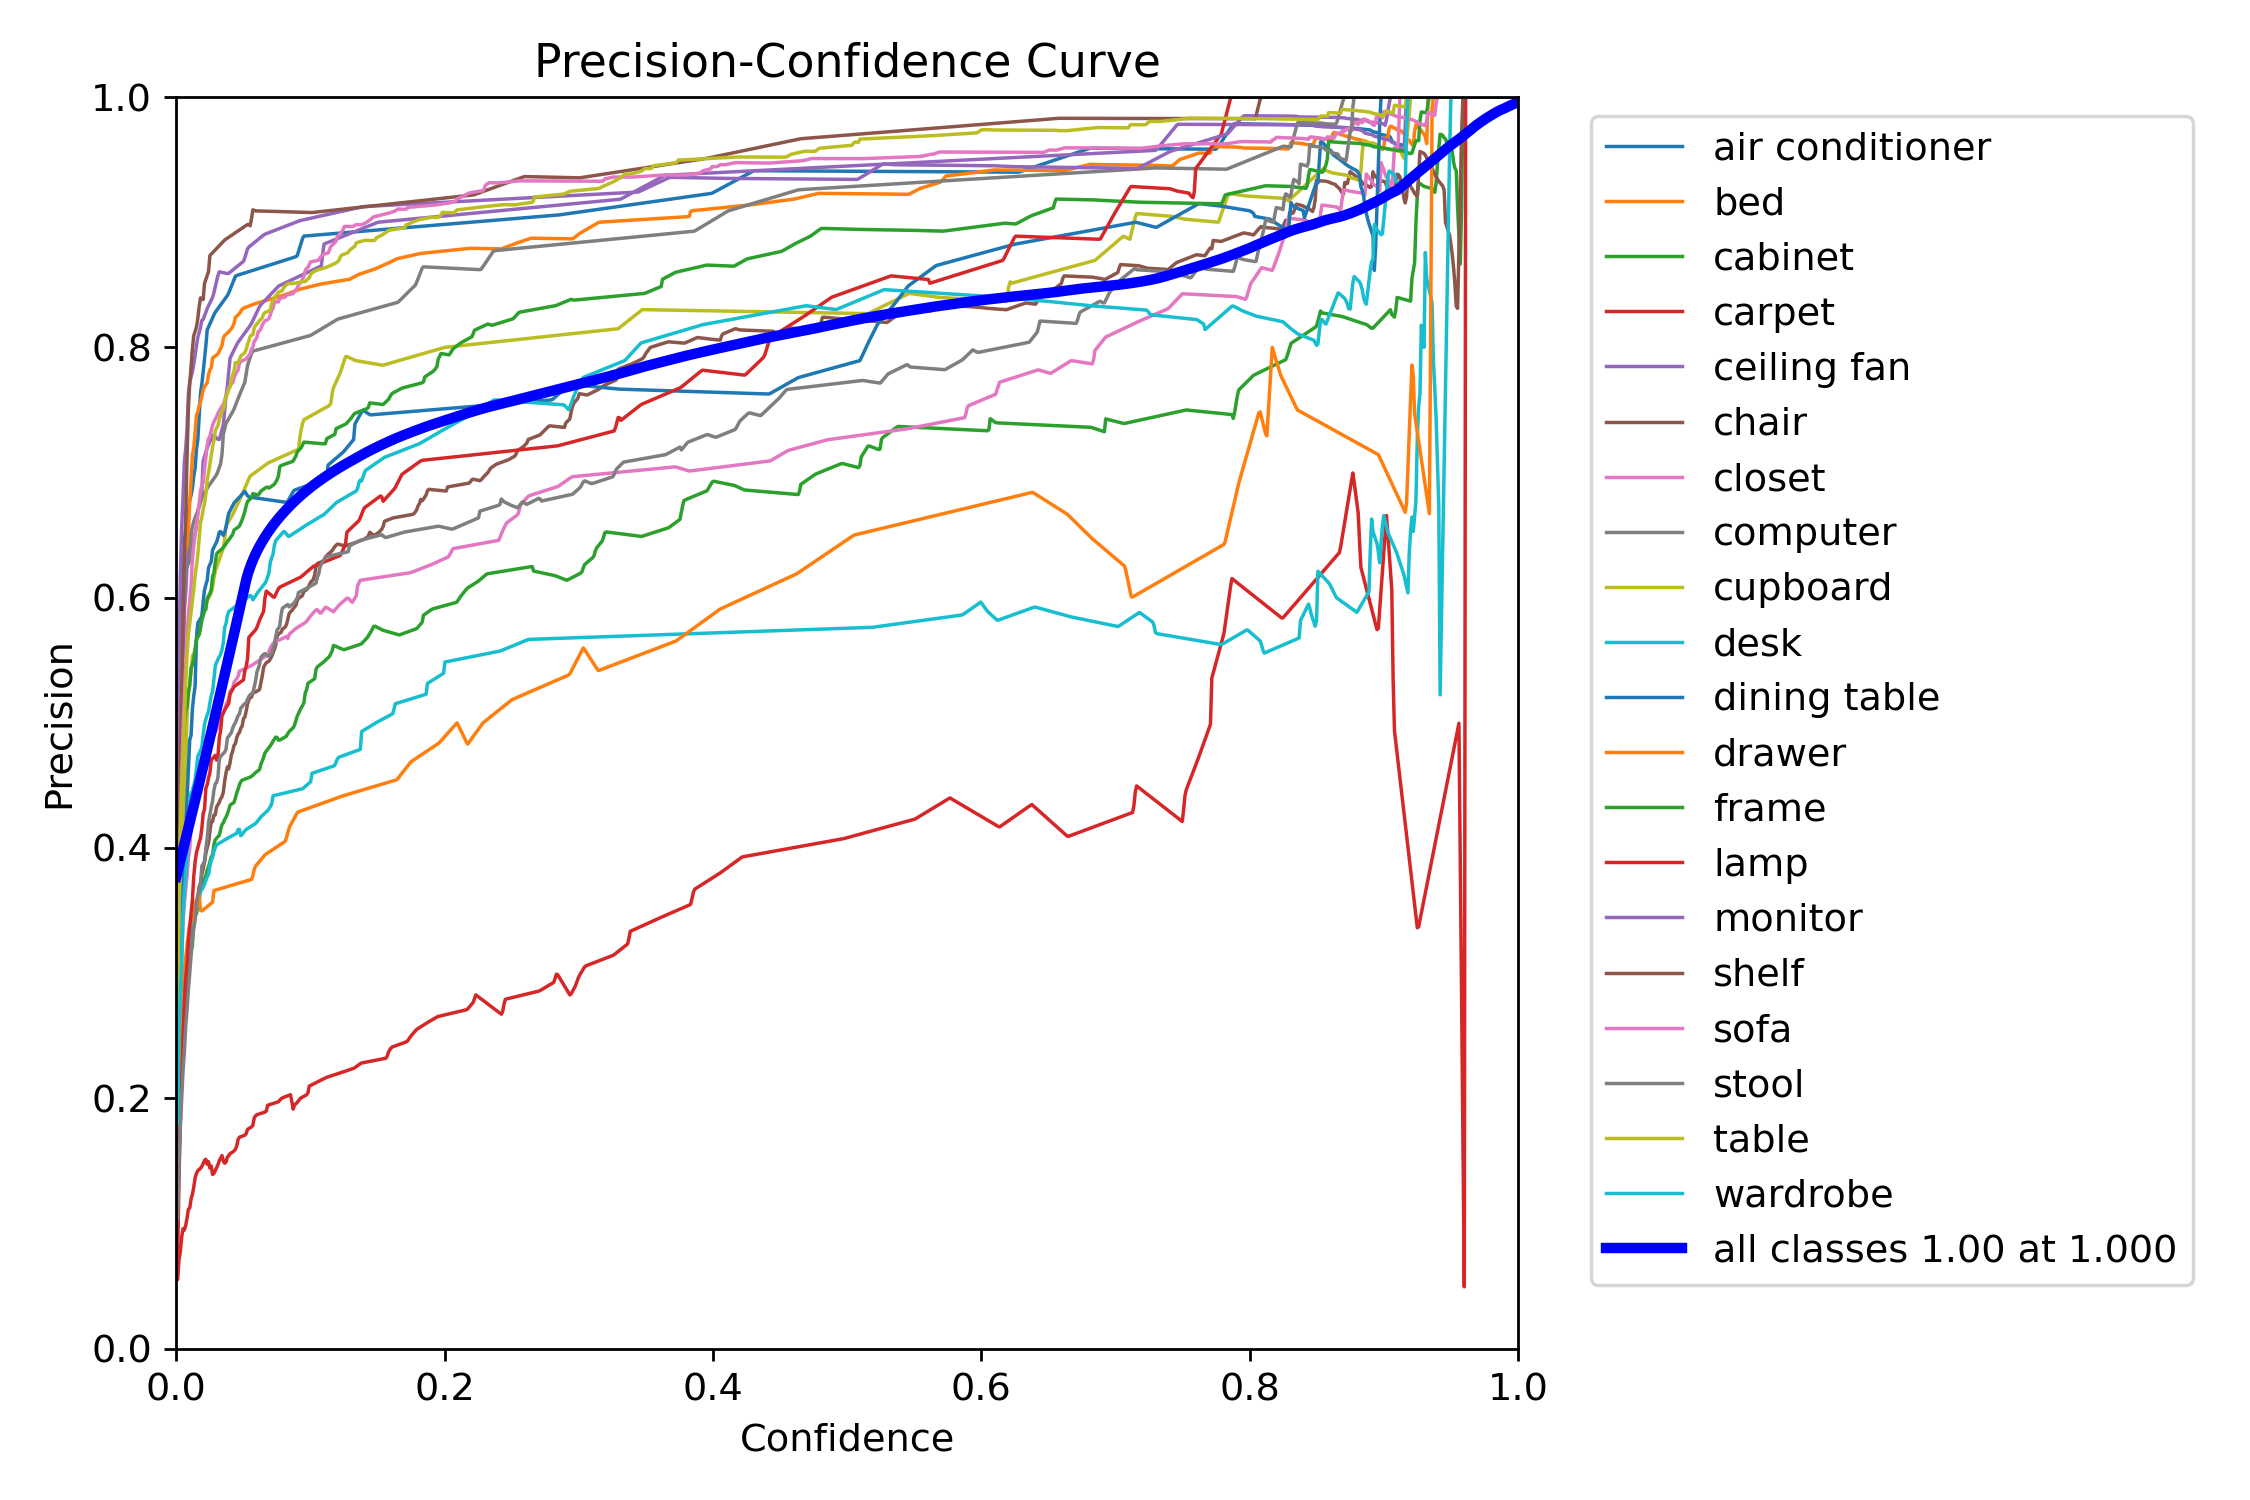 Precision-Confidence Curve
1.0
0.8
0.6
0.4
0.2
0.0
Precision
0.0 0.2 0.4 0.6 0.8 1.0
Confidence
air conditioner
bed
cabinet
carpet
ceiling fan
chair
closet
computer
cupboard
desk
dining table
drawer
frame
lamp
monitor
shelf
sofa
stool
table
wardrobe
all classes 1.00 at 1.000